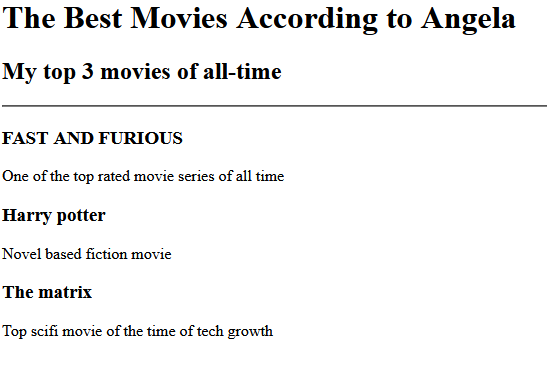 The Best Movies According to Angela
My top 3 movies of all-time
FAST AND FURIOUS
One of the top rated movie series of all time
Harry potter
Novel based fiction movie
The matrix
Top scifi movie of the time of tech growth